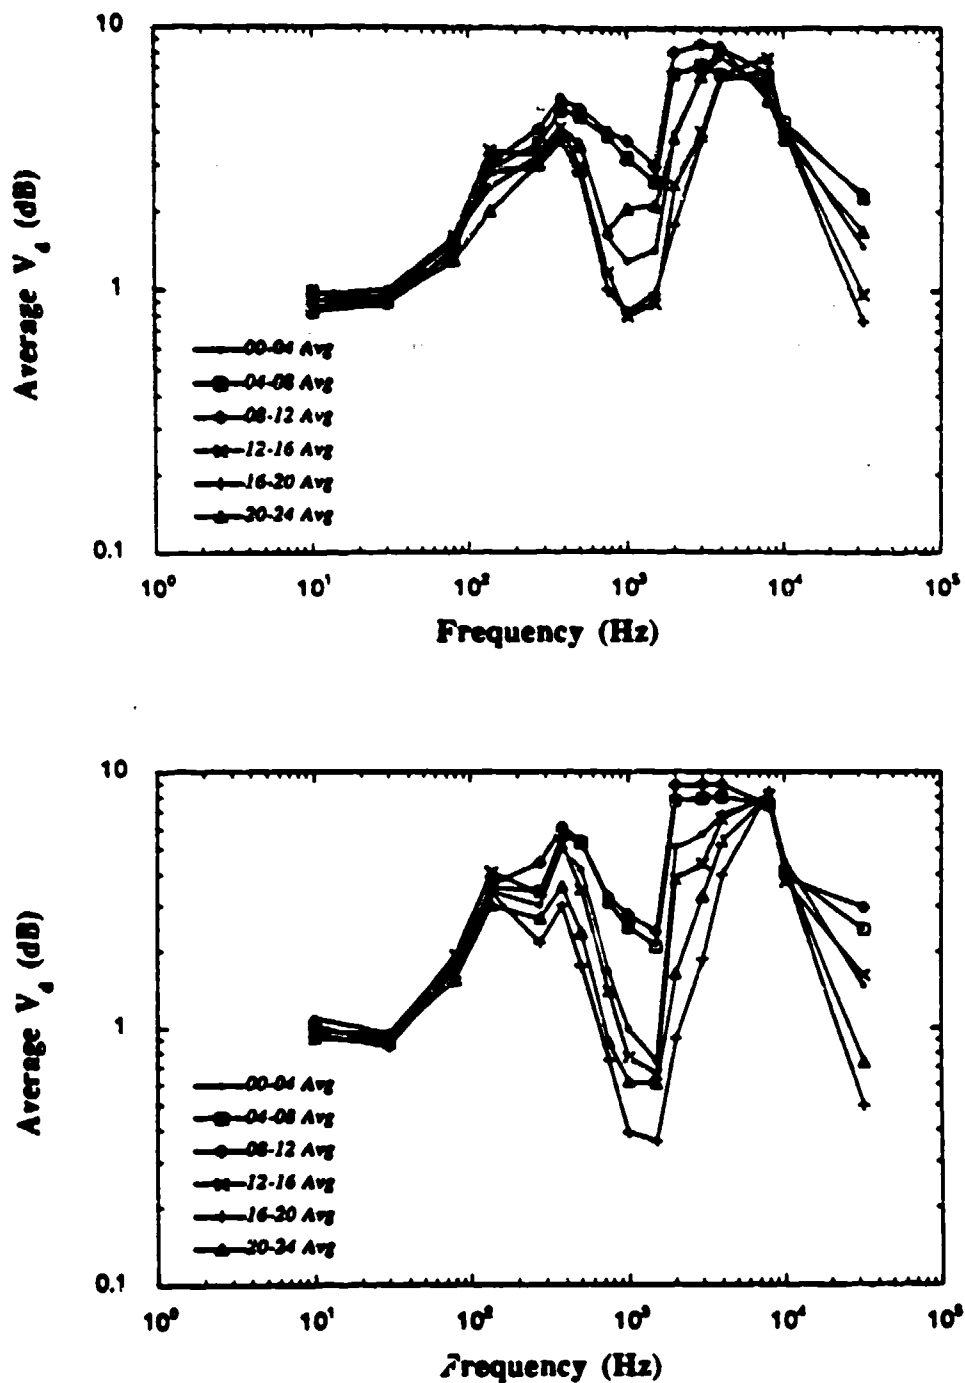 10
1
0.1
Average V_d (dB)
00-04 Avg
04-08 Avg
08-12 Avg
12-16 Avg
16-20 Avg
20-24 Avg
10⁰ 10¹ 10² 10³ 10⁴ 10⁵
Frequency (Hz)
10
1
0.1
Average V_d (dB)
00-04 Avg
04-08 Avg
08-12 Avg
12-16 Avg
16-20 Avg
20-24 Avg
10⁰ 10¹ 10² 10³ 10⁴ 10⁵
Frequency (Hz)